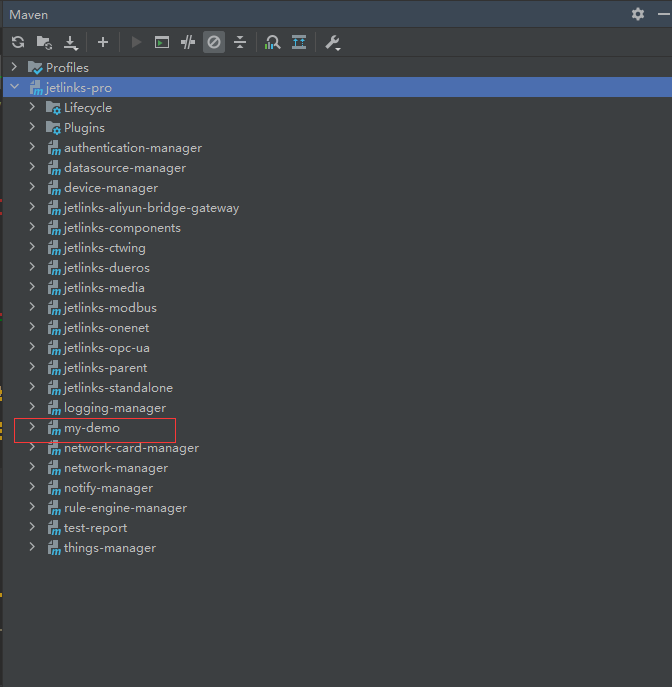 Maven
Profiles
jetlinks-pro
Lifecycle
Plugins
authentication-manager
datasource-manager
device-manager
jetlinks-aliyun-bridge-gateway
jetlinks-components
jetlinks-ctwing
jetlinks-dueros
jetlinks-media
jetlinks-modbus
jetlinks-onenet
jetlinks-opc-ua
jetlinks-parent
jetlinks-standalone
logging-manager
my-demo
network-card-manager
network-manager
notify-manager
rule-engine-manager
test-report
things-manager